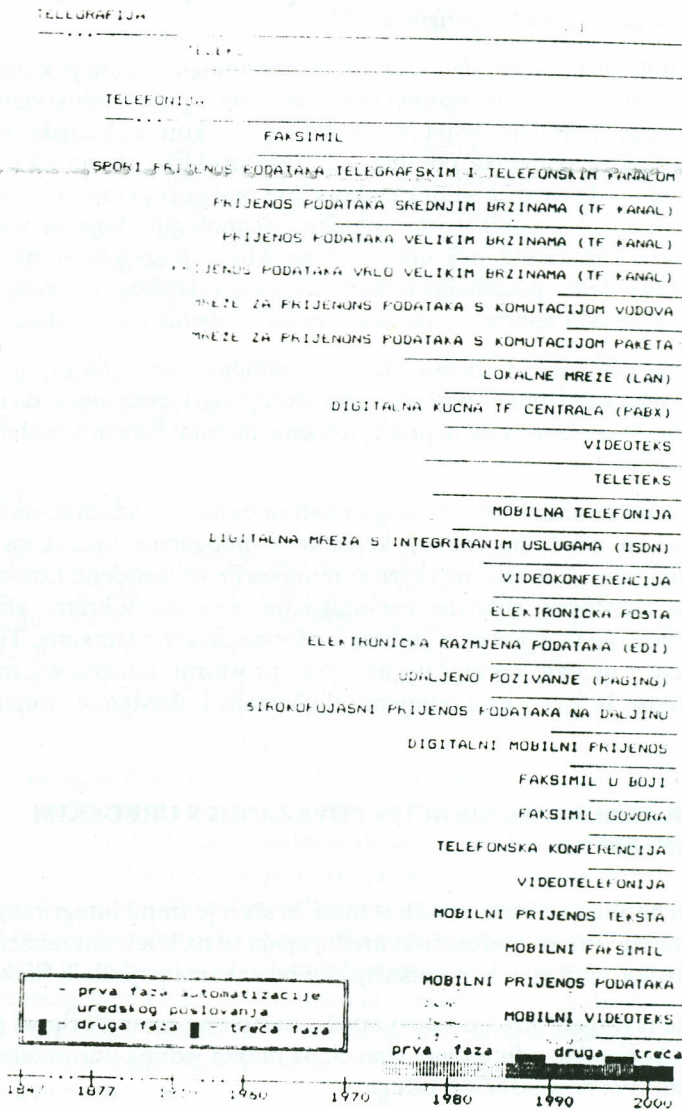 TELEGRAFIJA
TELEKS
TELEFONIJA
FAKSIMIL
SPORI PRIJENOS PODATAKA TELEGRAFSKIM I TELEFONSKIM KANALOM
PRIJENOS PODATAKA SREDNJIM BRZINAMA (TF KANAL)
PRIJENOS PODATAKA VELIKIM BRZINAMA (TF KANAL)
PRIJENOS PODATAKA VRLO VELIKIM BRZINAMA (TF KANAL)
MREZE ZA PRIJENOS PODATAKA S KOMUTACIJOM VODOVA
MREZE ZA PRIJENOS PODATAKA S KOMUTACIJOM PAKETA
LOKALNE MREZE (LAN)
DIGITALNA KUCNA TF CENTRALA (PABX)
VIDEOTEKS
TELETEKS
MOBILNA TELEFONIJA
DIGITALNA MREZA S INTEGRIRANIM USLUGAMA (ISDN)
VIDEOKONFERENCIJA
ELEKTRONICKA POSTA
ELEKTRONICKA RAZMJENA PODATAKA (EDI)
UDALJENO POZIVANJE (PAGING)
SIROKOPOJASNI PRIJENOS PODATAKA NA DALJINU
DIGITALNI MOBILNI PRIJENOS
FAKSIMIL U BOJI
FAKSIMIL GOVORA
TELEFONSKA KONFERENCIJA
VIDEOTELEFONIJA
MOBILNI PRIJENOS TEKSTA
MOBILNI FAKSIMIL
MOBILNI PRIJENOS PODATAKA
MOBILNI VIDEOTEKS
- prva faza automatizacije
uredskog poslovanja
- druga faza - treća faza
prva faza druga treća
1847 1877 1960 1970 1980 1990 2000